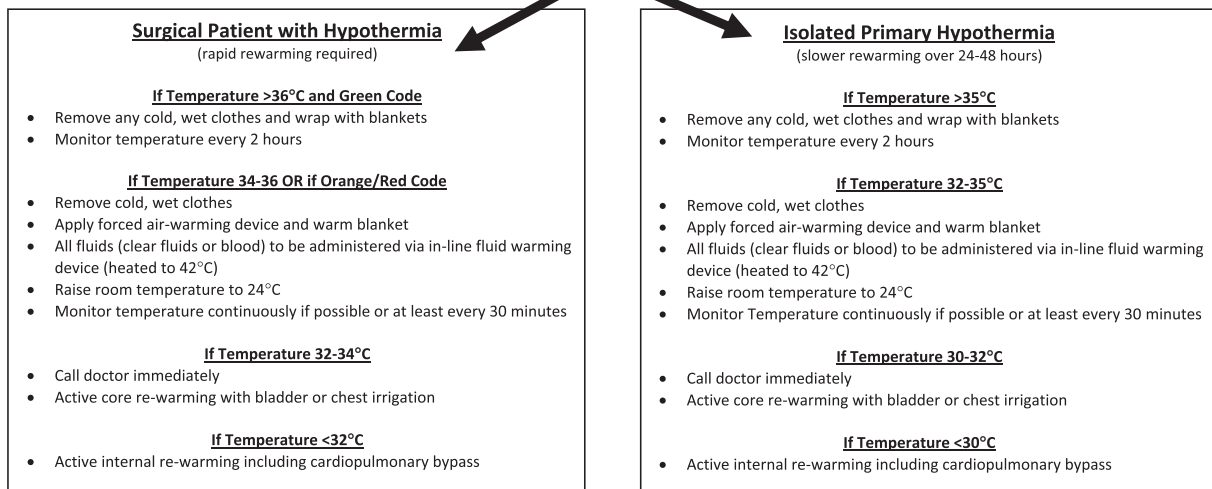 Surgical Patient with Hypothermia
(rapid rewarming required)
If Temperature >36°C and Green Code
• Remove any cold, wet clothes and wrap with blankets
• Monitor temperature every 2 hours
If Temperature 34-36 OR if Orange/Red Code
• Remove cold, wet clothes
• Apply forced air-warming device and warm blanket
• All fluids (clear fluids or blood) to be administered via in-line fluid warming
device (heated to 42°C)
• Raise room temperature to 24°C
• Monitor temperature continuously if possible or at least every 30 minutes
If Temperature 32-34°C
• Call doctor immediately
• Active core re-warming with bladder or chest irrigation
If Temperature <32°C
• Active internal re-warming including cardiopulmonary bypass
Isolated Primary Hypothermia
(slower rewarming over 24-48 hours)
If Temperature >35°C
• Remove any cold, wet clothes and wrap with blankets
• Monitor temperature every 2 hours
If Temperature 32-35°C
• Remove cold, wet clothes
• Apply forced air-warming device and warm blanket
• All fluids (clear fluids or blood) to be administered via in-line fluid warming
device (heated to 42°C)
• Raise room temperature to 24°C
• Monitor Temperature continuously if possible or at least every 30 minutes
If Temperature 30-32°C
• Call doctor immediately
• Active core re-warming with bladder or chest irrigation
If Temperature <30°C
• Active internal re-warming including cardiopulmonary bypass